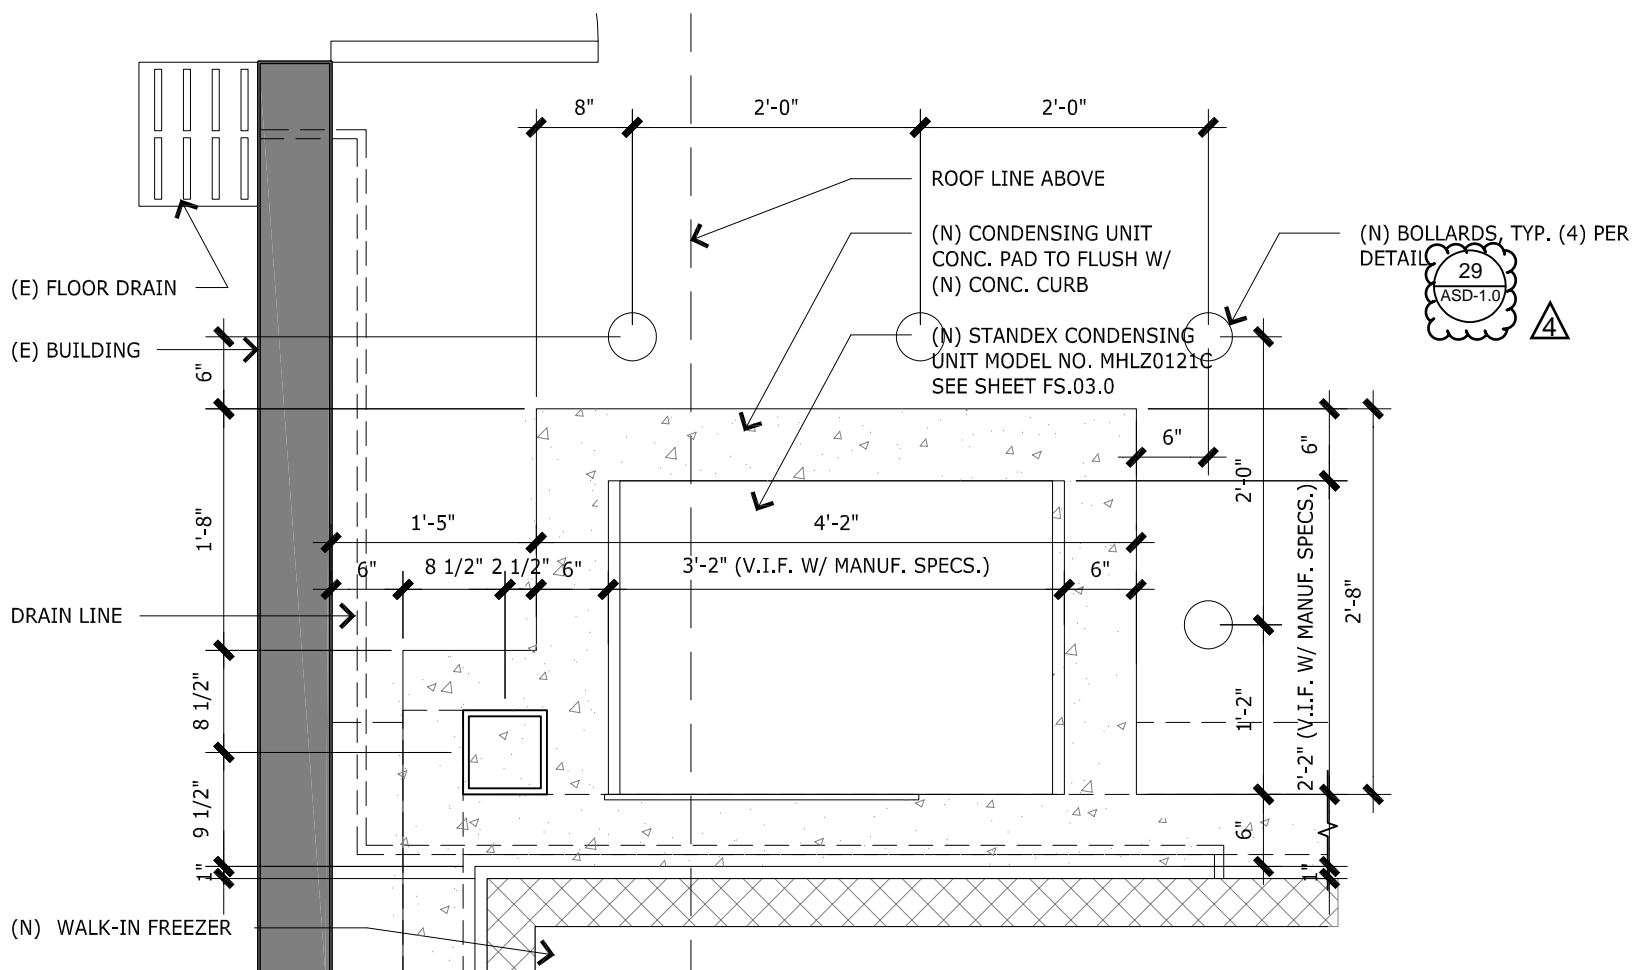 8"
2'-0"
2'-0"
ROOF LINE ABOVE
(N) CONDENSING UNIT
CONC. PAD TO FLUSH W/
(N) CONC. CURB
(N) BOLLARDS, TYP. (4) PER
DETAIL
29
ASD-1.0
4
(E) FLOOR DRAIN
(E) BUILDING
(N) STANDEX CONDENSING
UNIT MODEL NO. MHLZ0121C
SEE SHEET FS.03.0
6"
6"
6"
2'-0"
1'-8"
1'-5"
4'-2"
6"
8 1/2"
2 1/2"
6"
3'-2" (V.I.F. W/ MANUF. SPECS.)
6"
2'-2" (V.I.F. W/ MANUF. SPECS.)
2'-8"
DRAIN LINE
8 1/2"
1'-2"
9 1/2"
6"
1"
1"
(N) WALK-IN FREEZER